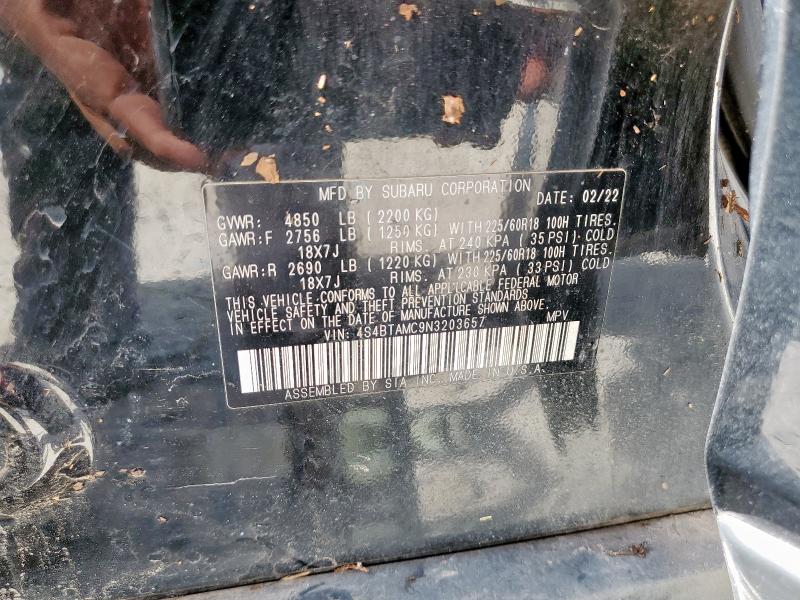 MFD BY SUBARU CORPORATION DATE: 02/22
GVWR: 4850 LB (2200 KG)
GAWR:F 2756 LB (1250 KG) WITH 225/60R18 100H TIRES.
18X7J RIMS. AT 240 KPA (35 PSI) COLD
GAWR:R 2690 LB (1220 KG) WITH 225/60R18 100H TIRES.
18X7J RIMS. AT 230 KPA (33 PSI) COLD
THIS VEHICLE CONFORMS TO ALL APPLICABLE FEDERAL MOTOR
VEHICLE SAFETY AND THEFT PREVENTION STANDARDS
IN EFFECT ON THE DATE OF MANUFACTURE SHOWN ABOVE.
VIN: 4S4BTAMC9N3203657 MPV
ASSEMBLED BY SIA INC. MADE IN U.S.A.